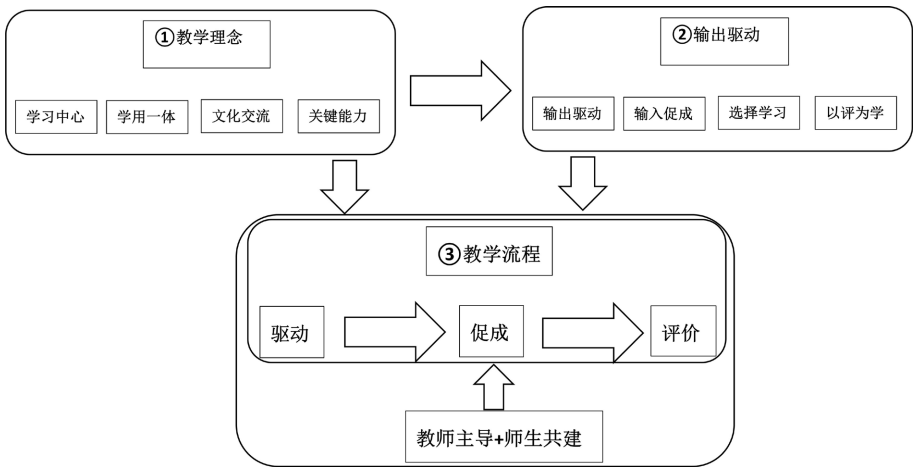 ①教学理念
学习中心
学用一体
文化交流
关键能力
②输出驱动
输出驱动
输入促成
选择学习
以评为学
③教学流程
驱动
促成
评价
教师主导+师生共建